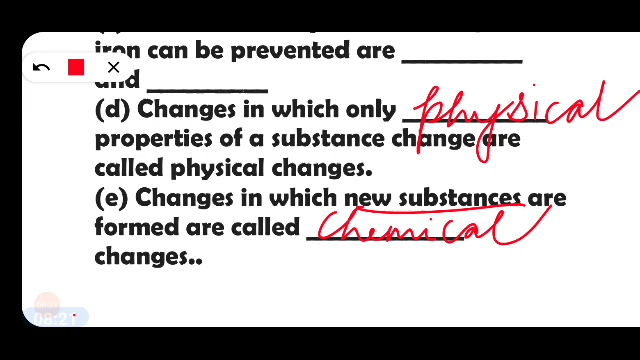 iron can be prevented are __________
and __________
(d) Changes in which only physical
properties of a substance change are
called physical changes.
(e) Changes in which new substances are
formed are called chemical
changes..
08:21